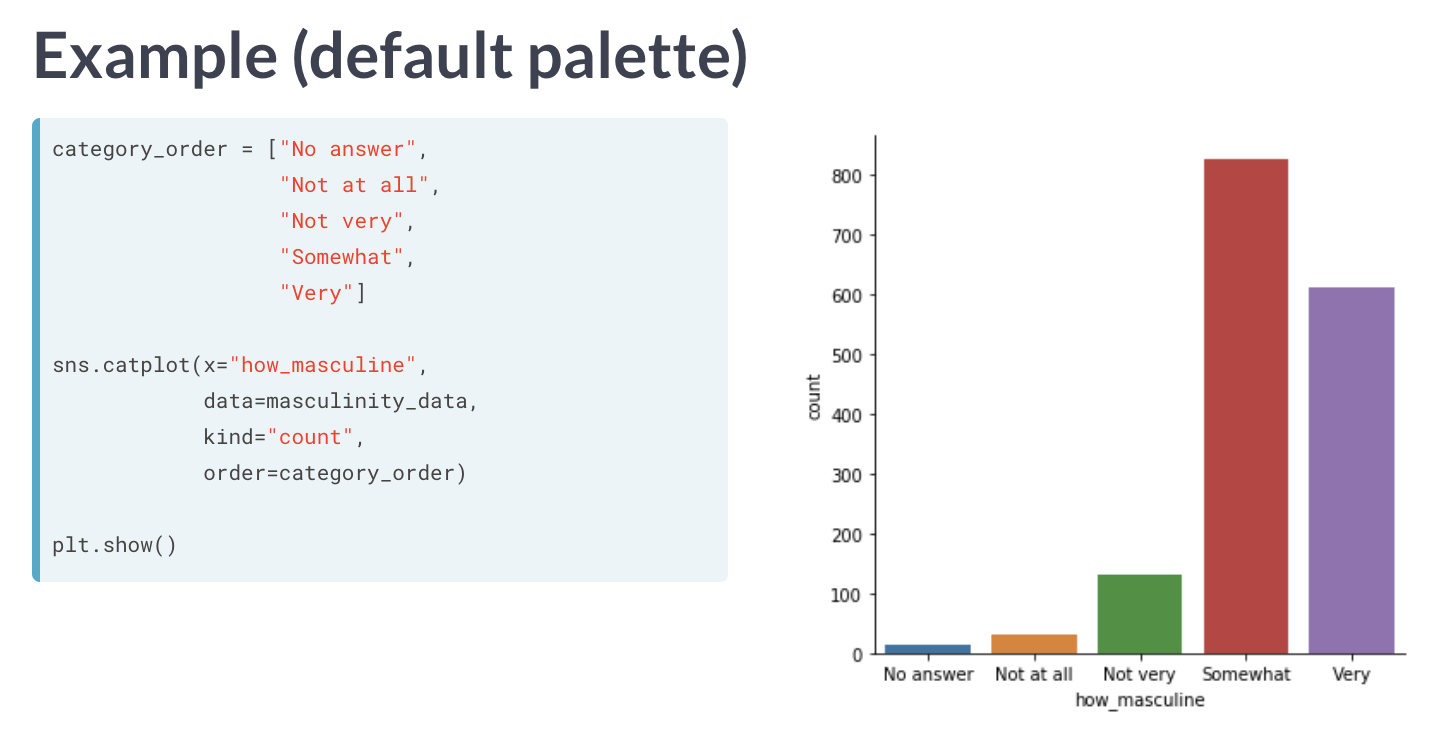 Example (default palette)
category_order = ["No answer",
                  "Not at all",
                  "Not very",
                  "Somewhat",
                  "Very"]

sns.catplot(x="how_masculine",
            data=masculinity_data,
            kind="count",
            order=category_order)

plt.show()
800
700
600
500
400
300
200
100
0
count
No answer Not at all Not very Somewhat Very
how_masculine